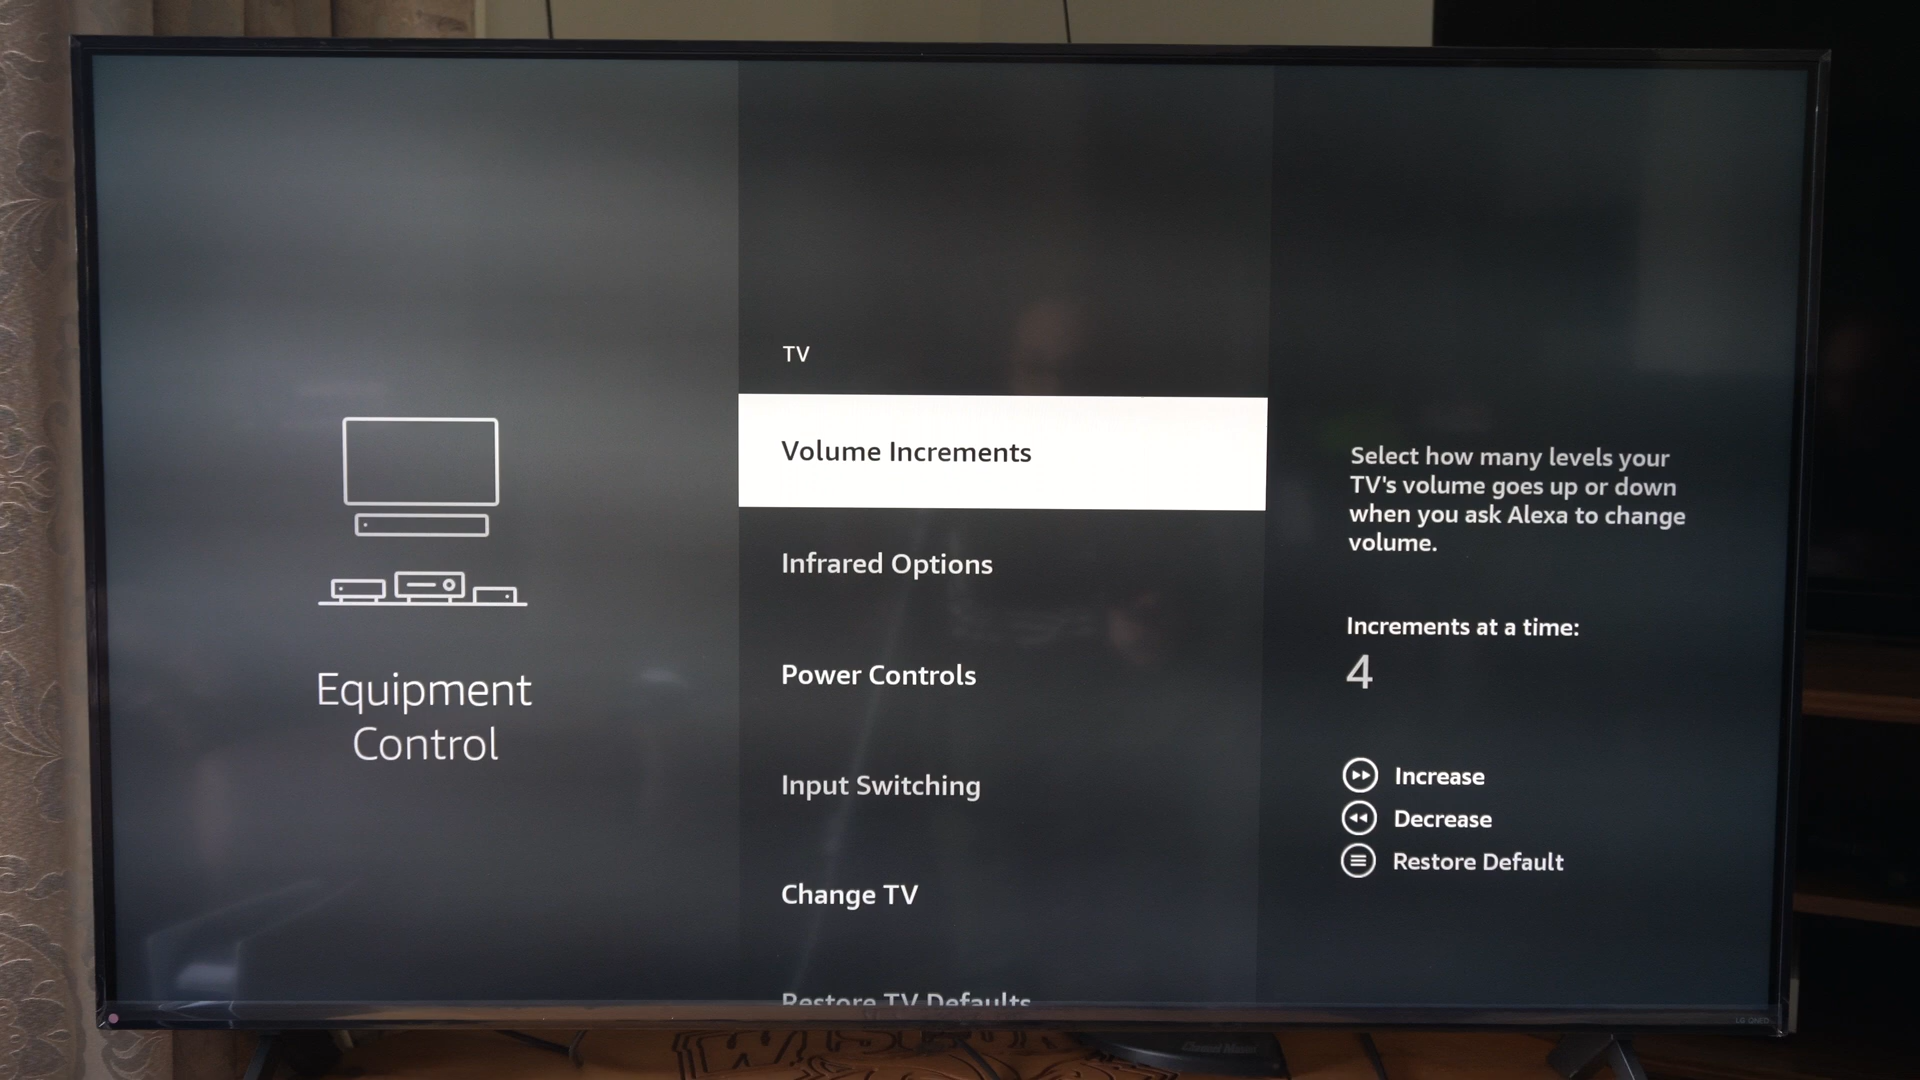 TV
Volume Increments
Infrared Options
Power Controls
Input Switching
Change TV
Restore TV Defaults
Equipment
Control
Select how many levels your
TV's volume goes up or down
when you ask Alexa to change
volume.
Increments at a time:
4
Increase
Decrease
Restore Default
LG QNED